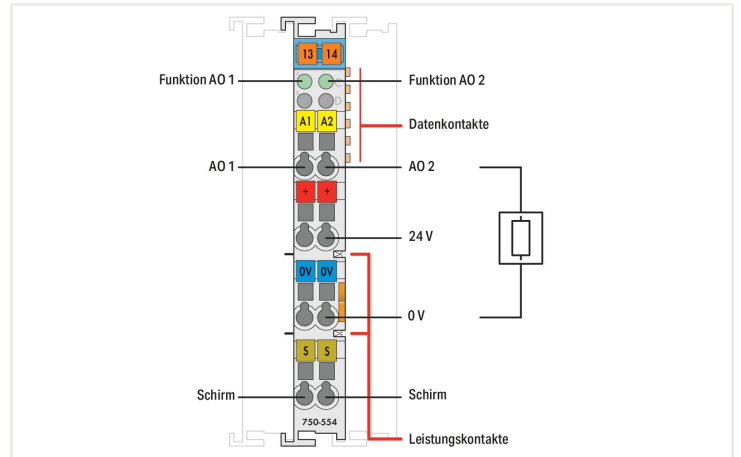 13 14
Funktion AO 1
Funktion AO 2
C
D
Datenkontakte
A1 A2
AO 1
AO 2
+ +
24 V
0V 0V
0 V
S S
Schirm
Schirm
750-554
Leistungskontakte